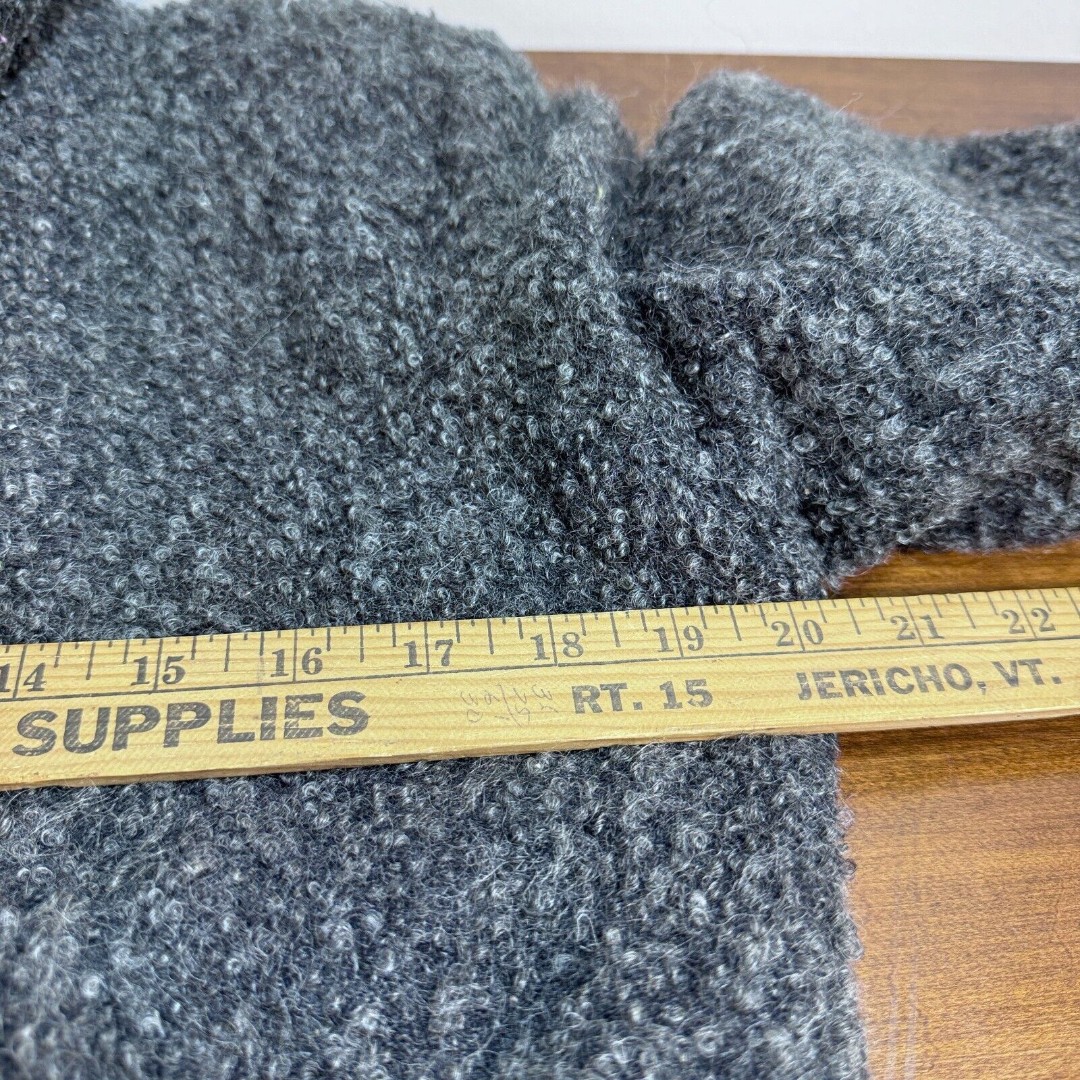 14 15 16 17 18 19 20 21 22
SUPPLIES RT. 15 JERICHO, VT.